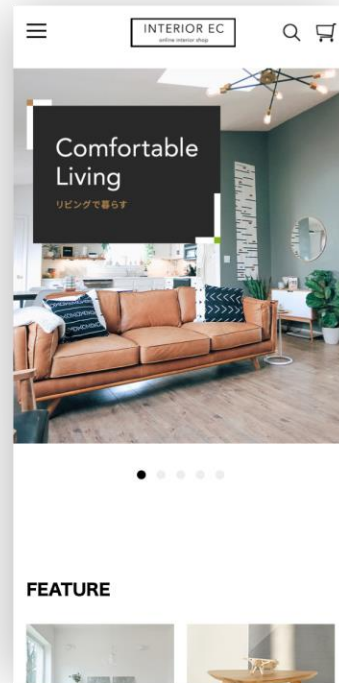 INTERIOR EC
online interior shop
Comfortable
Living
リビングで暮らす
FEATURE